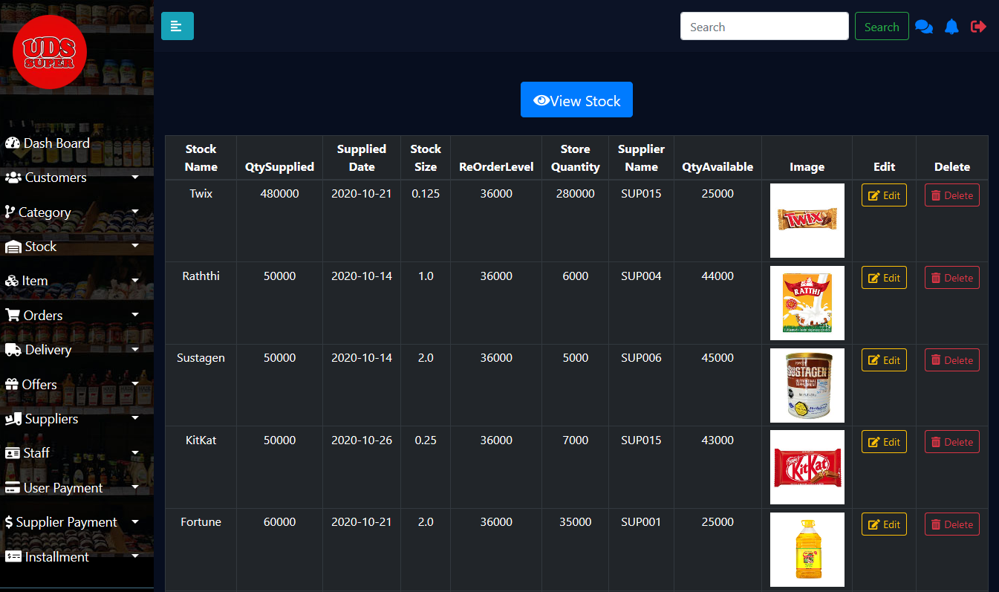 UDS
SUPER
Search
Search
View Stock
Dash Board
Customers
Category
Stock
Item
Orders
Delivery
Offers
Suppliers
Staff
User Payment
Supplier Payment
Installment
Stock Name QtySupplied Supplied Date Stock Size ReOrderLevel Store Quantity Supplier Name QtyAvailable Image Edit Delete
Twix 480000 2020-10-21 0.125 36000 280000 SUP015 25000 TWIX Edit Delete
Raththi 50000 2020-10-14 1.0 36000 6000 SUP004 44000 RATTHI Edit Delete
Sustagen 50000 2020-10-14 2.0 36000 5000 SUP006 45000 SUSTAGEN Edit Delete
NUTRITIONAL
SUPPLEMENT
KitKat 50000 2020-10-26 0.25 36000 7000 SUP015 43000 KitKat Edit Delete
Fortune 60000 2020-10-21 2.0 36000 35000 SUP001 25000 Edit Delete